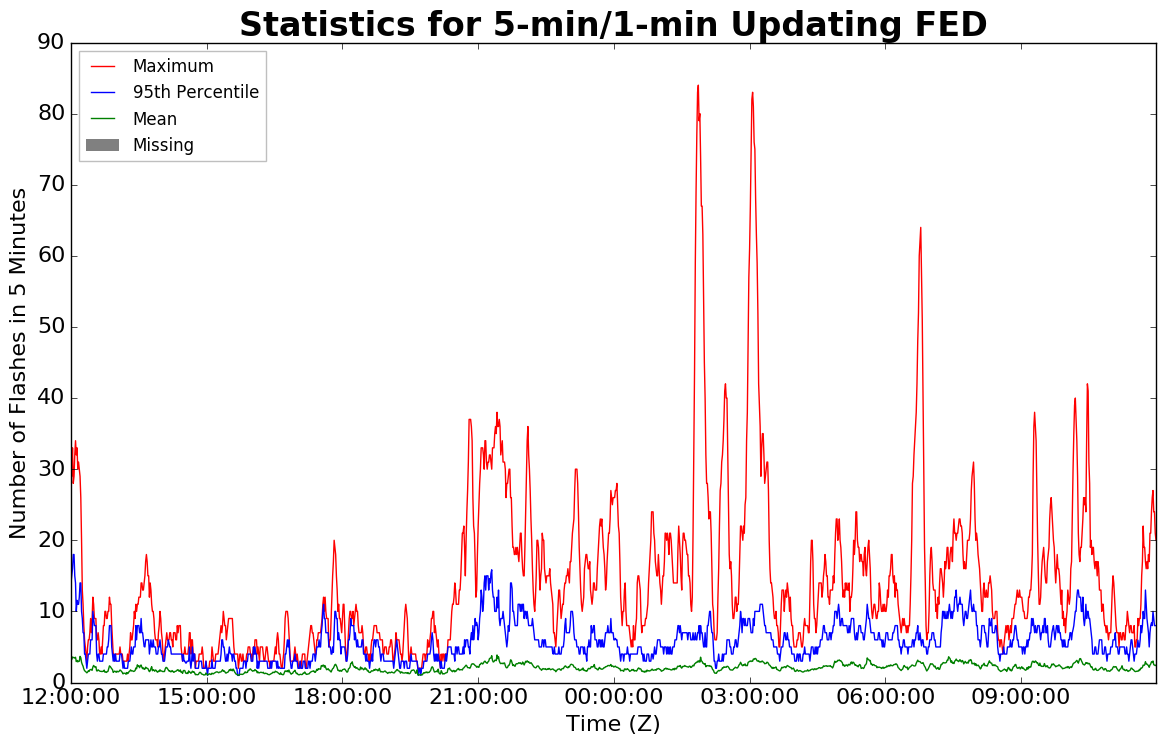 Statistics for 5-min/1-min Updating FED
Maximum
95th Percentile
Mean
Missing
Number of Flashes in 5 Minutes
90
80
70
60
50
40
30
20
10
0
12:00:00 15:00:00 18:00:00 21:00:00 00:00:00 03:00:00 06:00:00 09:00:00
Time (Z)